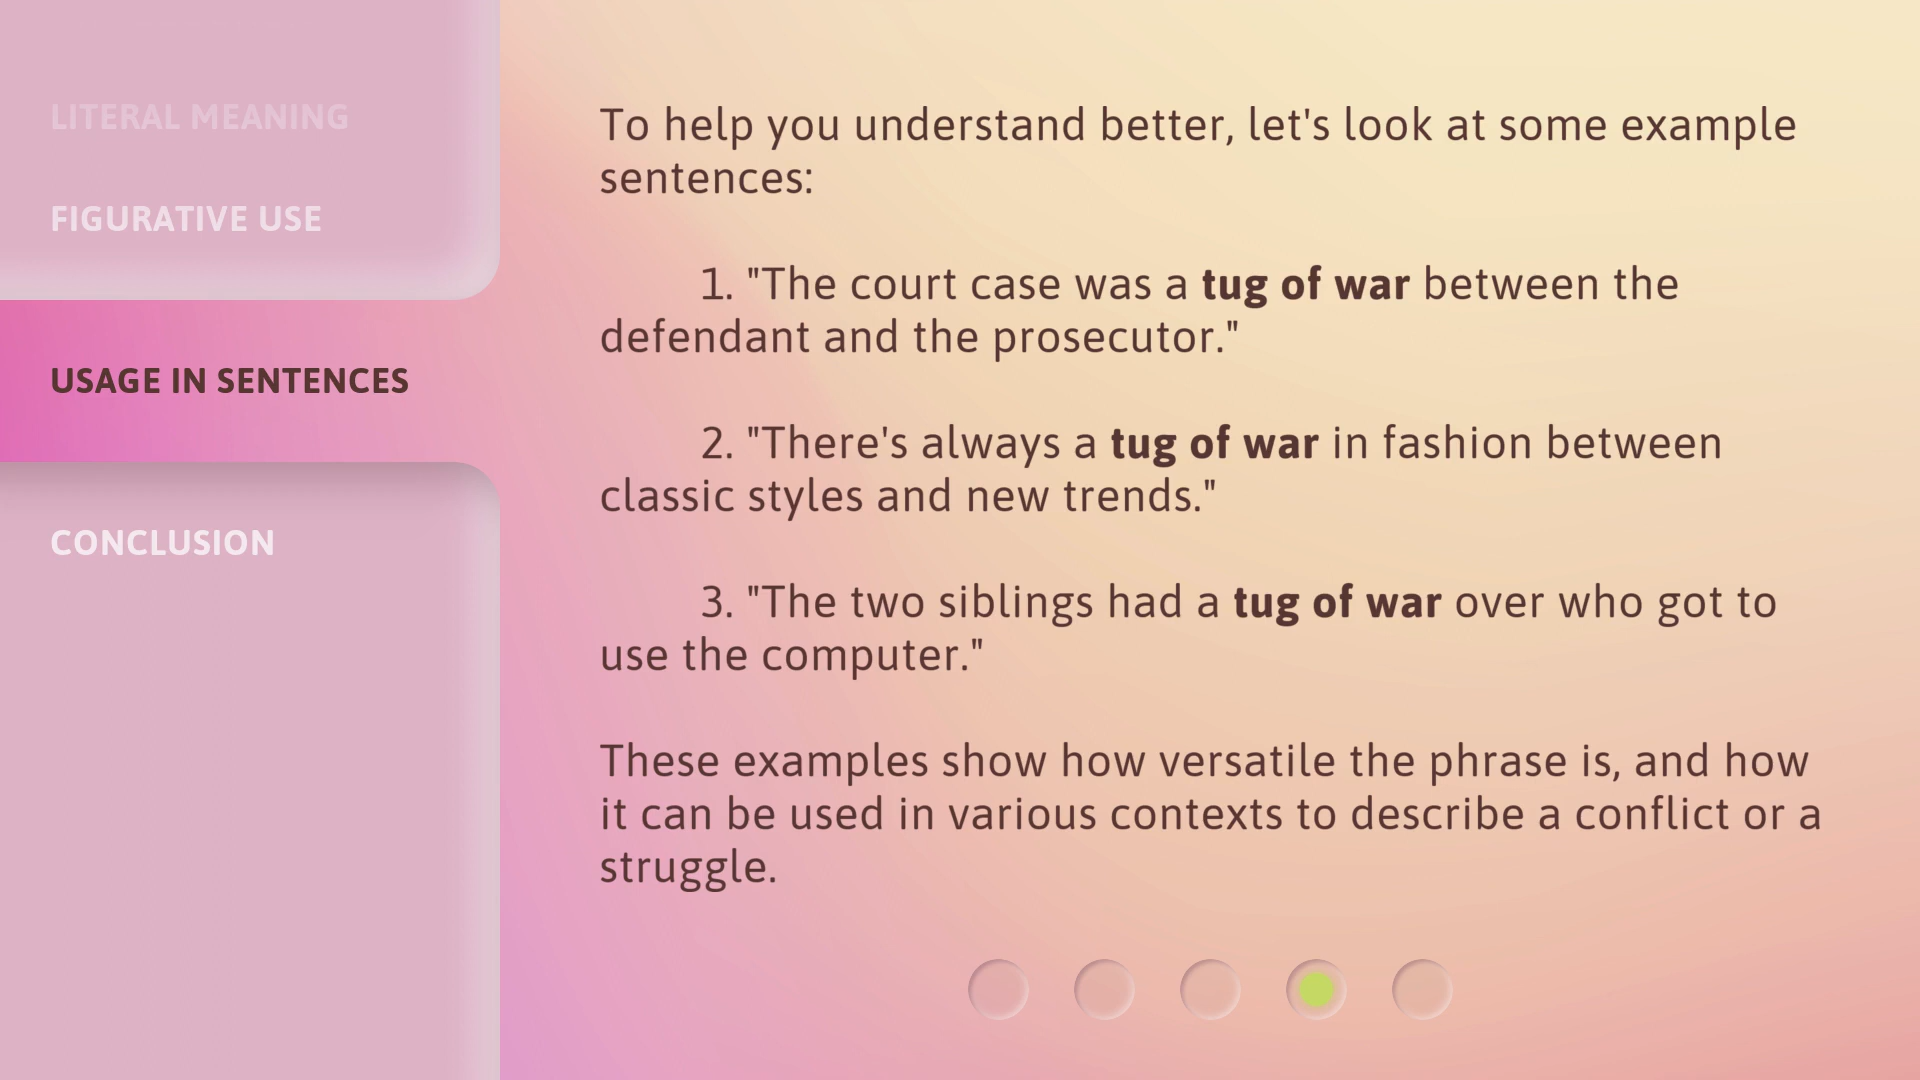 LITERAL MEANING
FIGURATIVE USE
USAGE IN SENTENCES
CONCLUSION
To help you understand better, let's look at some example
sentences:
1. "The court case was a tug of war between the
defendant and the prosecutor."
2. "There's always a tug of war in fashion between
classic styles and new trends."
3. "The two siblings had a tug of war over who got to
use the computer."
These examples show how versatile the phrase is, and how
it can be used in various contexts to describe a conflict or a
struggle.